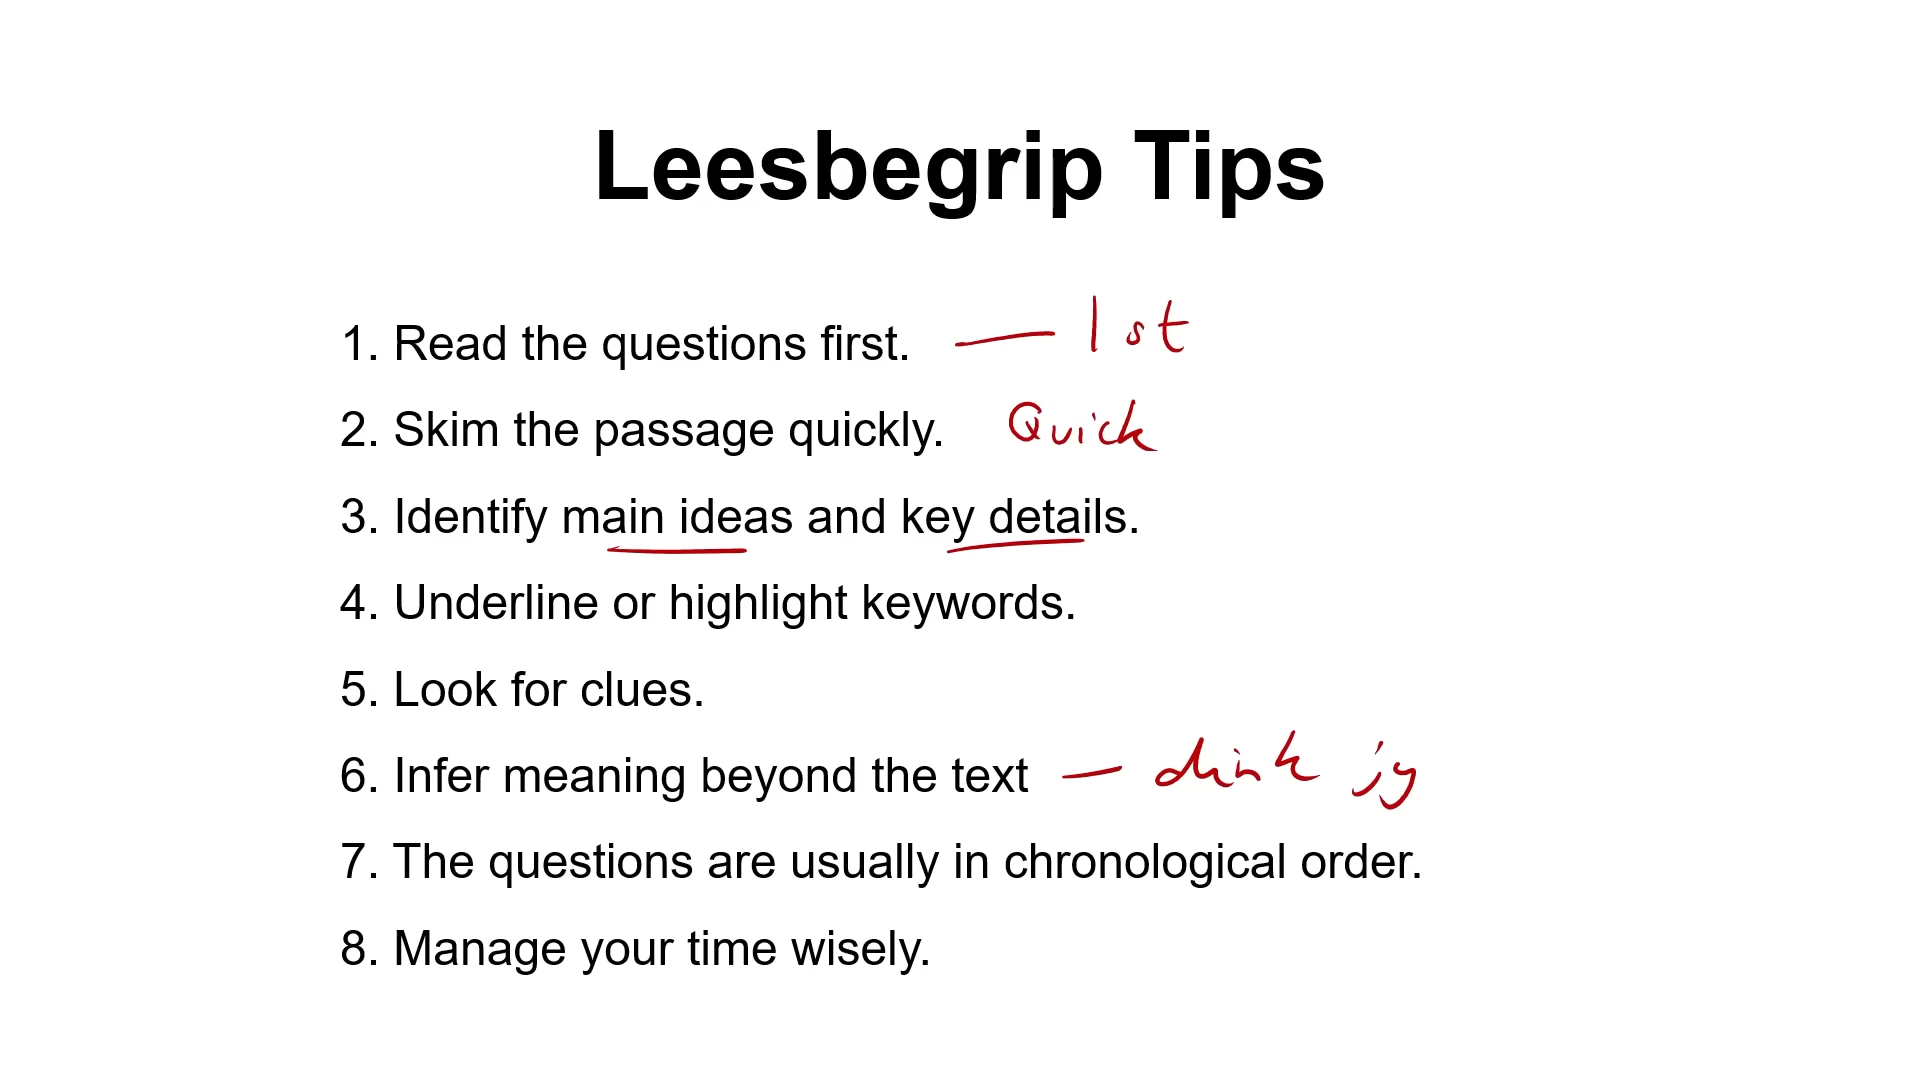 Leesbegrip Tips
1. Read the questions first. — 1st
2. Skim the passage quickly. Quick
3. Identify main ideas and key details.
4. Underline or highlight keywords.
5. Look for clues.
6. Infer meaning beyond the text — dink jy
7. The questions are usually in chronological order.
8. Manage your time wisely.